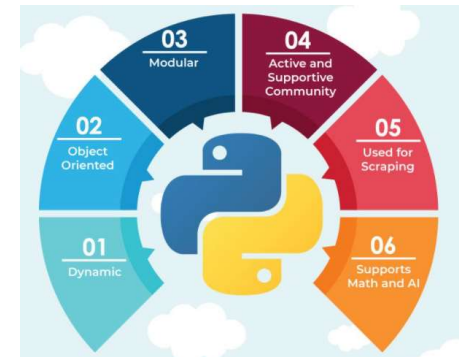 01
Dynamic
02
Object
Oriented
03
Modular
04
Active and
Supportive
Community
05
Used for
Scraping
06
Supports
Math and AI